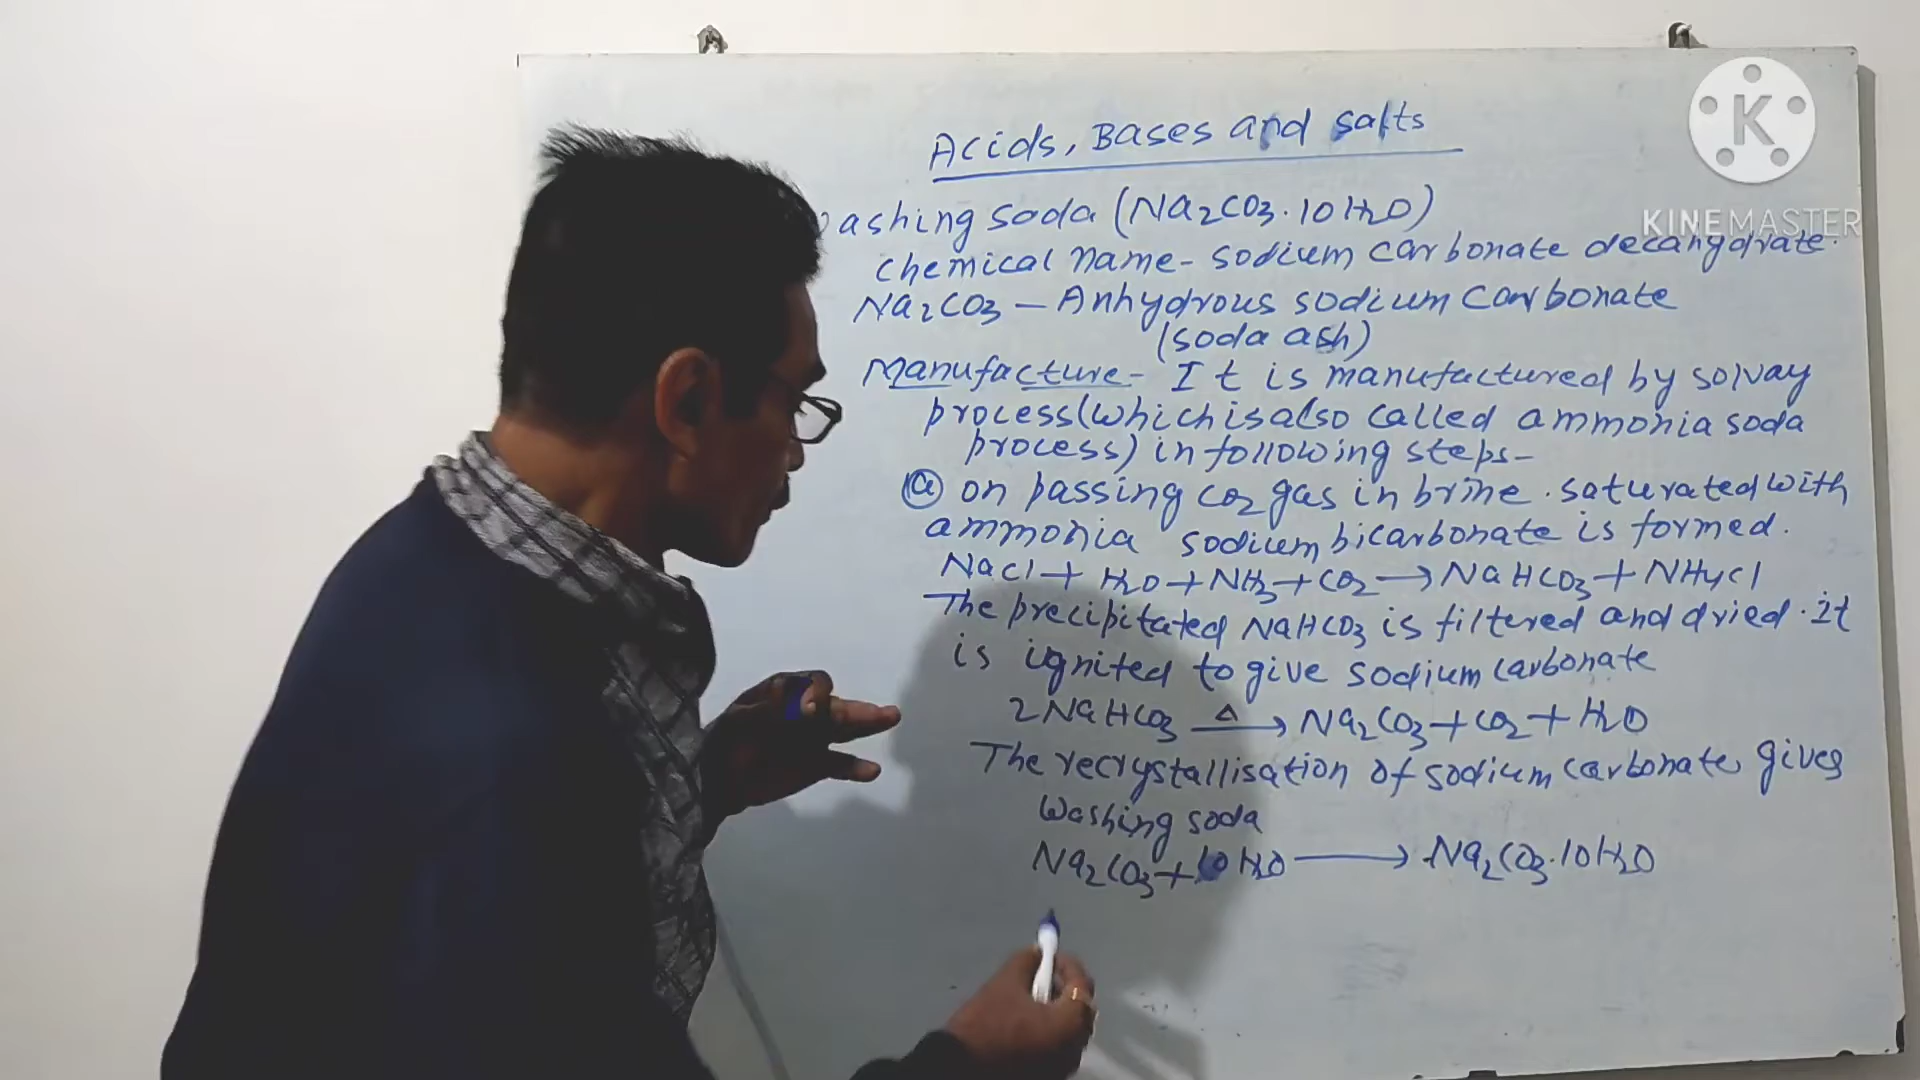 Acids, Bases and salts
K
KINEMASTER
ashing soda (Na2CO3.10H2O)
chemical name - sodium carbonate decahydrate.
Na2CO3 - Anhydrous sodium carbonate
(soda ash)
Manufacture - It is manufactured by solvay
process (which is also called ammonia soda
process) in following steps -
(a) on passing CO2 gas in brine. saturated with
ammonia sodium bicarbonate is formed.
NaCl + H2O + NH3 + CO2 → NaHCO3 + NH4Cl
The precipitated NaHCO3 is filtered and dried. It
is ignited to give sodium carbonate
2NaHCO3 Δ→ Na2CO3 + CO2 + H2O
The recrystallisation of sodium carbonate gives
washing soda
Na2CO3 + 10H2O → Na2CO3.10H2O